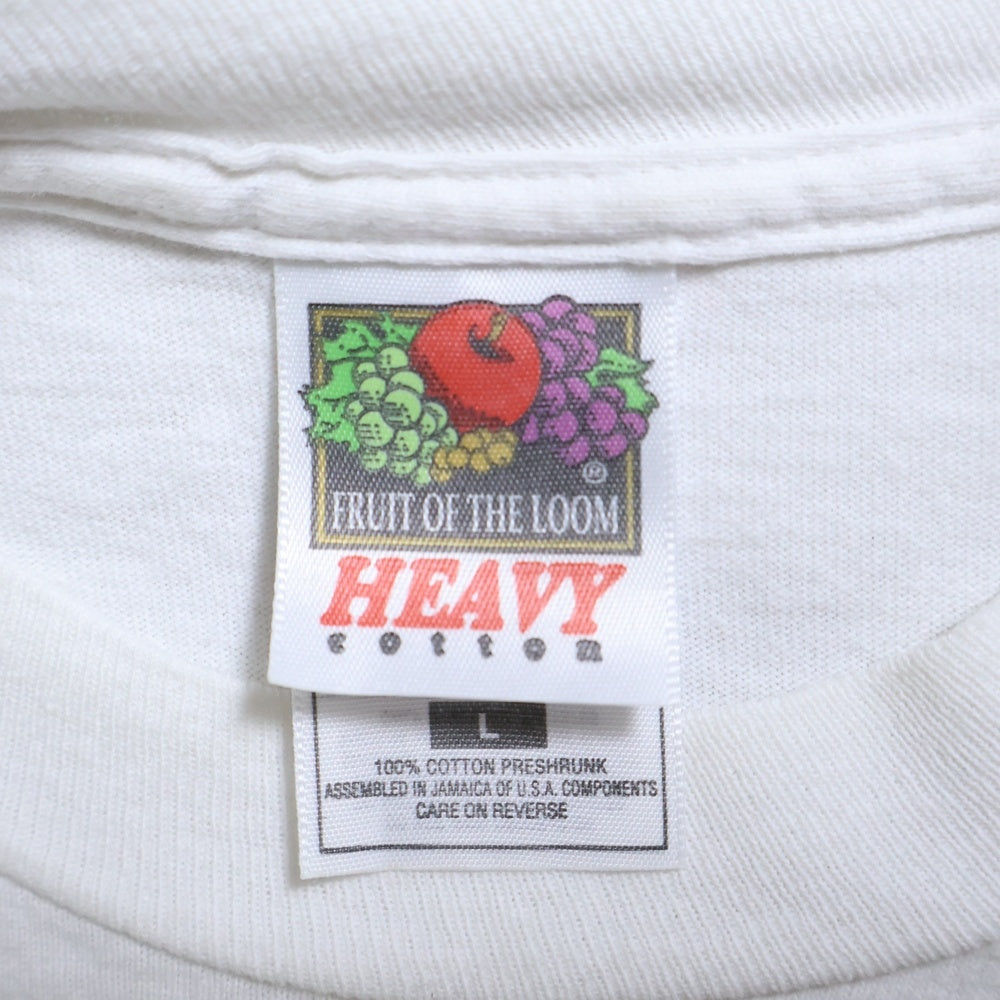 ®
FRUIT OF THE LOOM
HEAVY
cotton
L
100% COTTON PRESHRUNK
ASSEMBLED IN JAMAICA OF U.S.A. COMPONENTS
CARE ON REVERSE